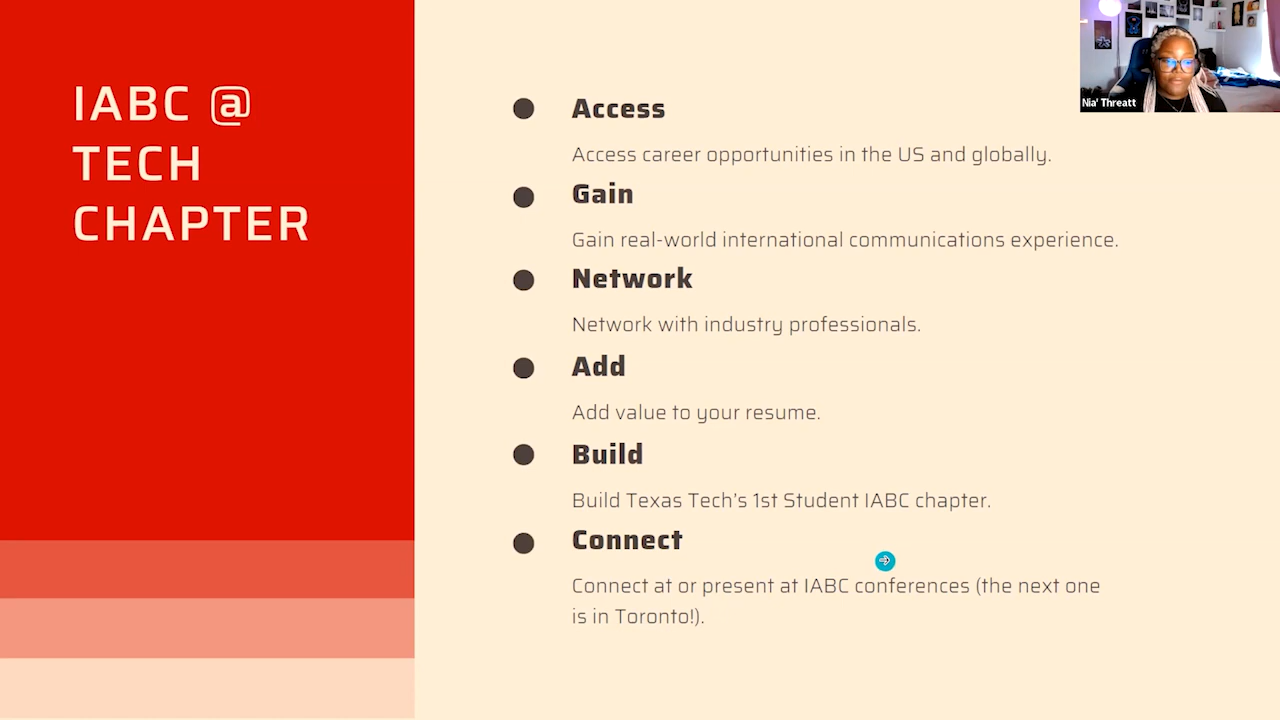 IABC @
TECH
CHAPTER
Access
Access career opportunities in the US and globally.
Gain
Gain real-world international communications experience.
Network
Network with industry professionals.
Add
Add value to your resume.
Build
Build Texas Tech's 1st Student IABC chapter.
Connect
Connect at or present at IABC conferences (the next one
is in Toronto!).
Nia' Threatt